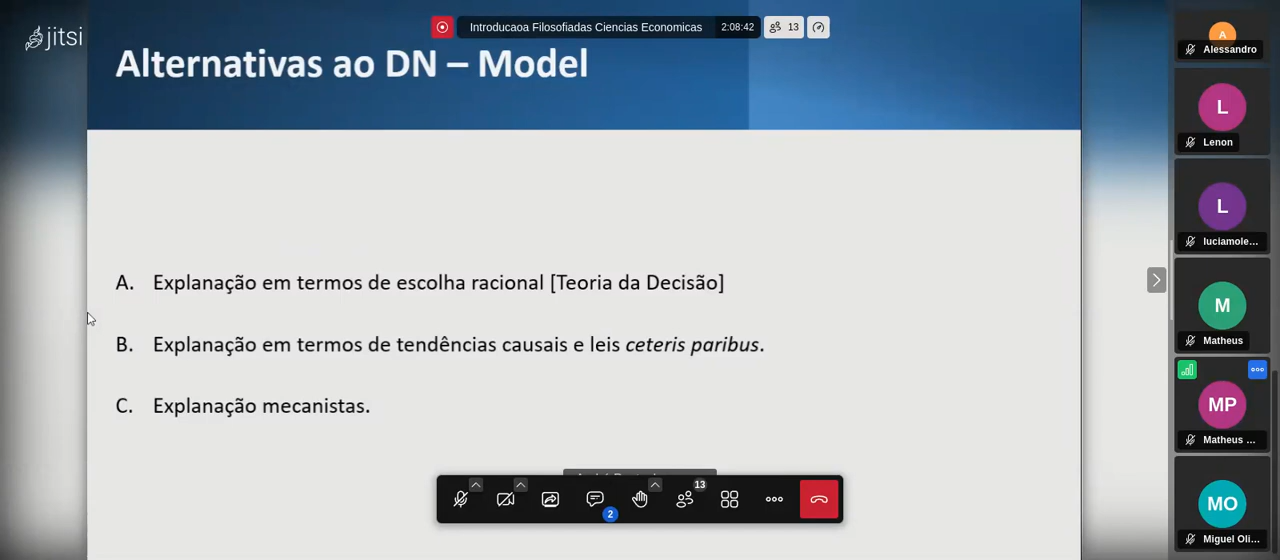 jitsi
Introducaoa Filosofiadas Ciencias Economicas
2:08:42
13
Alternativas ao DN – Model
A. Explanação em termos de escolha racional [Teoria da Decisão]
B. Explanação em termos de tendências causais e leis ceteris paribus.
C. Explanação mecanistas.
13
2
A
Alessandro
L
Lenon
L
luciamole...
M
Matheus
MP
Matheus ...
MO
Miguel Oli...